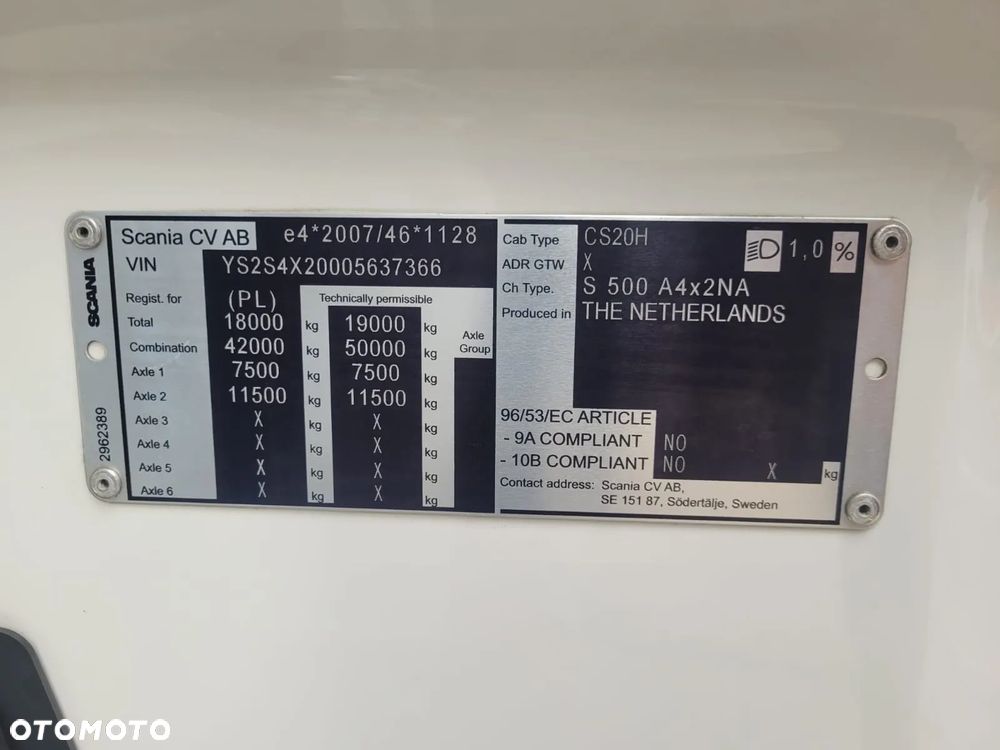 SCANIA
2962389
Scania CV AB e4*2007/46*1128
VIN YS2S4X20005637366
Regist. for (PL) Technically permissible
Total 18000 kg 19000 kg
Combination 42000 kg 50000 kg
Axle Group
Axle 1 7500 kg 7500 kg
Axle 2 11500 kg 11500 kg
Axle 3 X kg X kg
Axle 4 X kg X kg
Axle 5 X kg X kg
Axle 6 X kg X kg
Cab Type CS20H 1,0 %
ADR GTW X
Ch Type. S 500 A4x2NA
Produced in THE NETHERLANDS
96/53/EC ARTICLE
- 9A COMPLIANT NO
- 10B COMPLIANT NO X kg
Contact address: Scania CV AB,
SE 151 87, Södertälje, Sweden
OTOMOTO